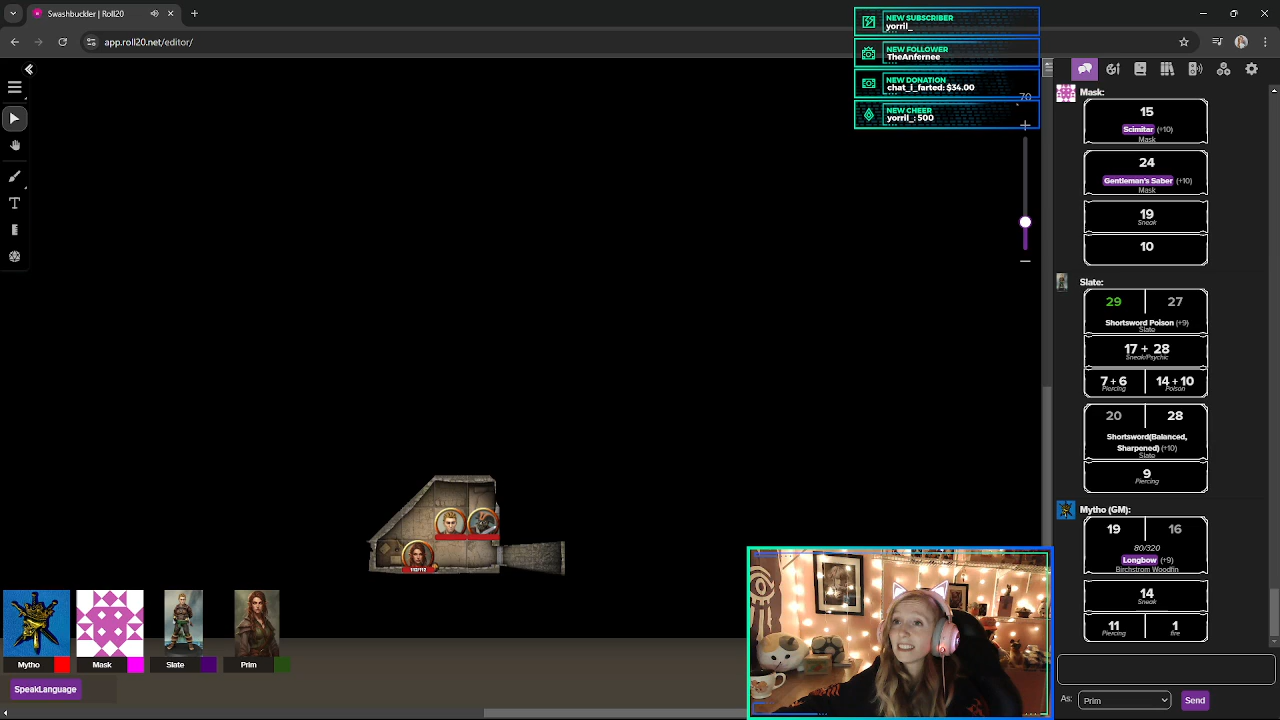 Swashbuckler Freebo
app.roll20.net/editor/
NEW SUBSCRIBER
yorril_
NEW FOLLOWER
TheAnfernee
NEW DONATION
chat_i_farted: $34.00
NEW CHEER
yorril_: 500
70
Mask:
15
Scimitar (+10)
Mask
24
Gentleman's Saber (+10)
Mask
19
Sneak
10
Slate:
29 27
Shortsword Poison (+9)
Slate
17 + 28
Sneak/Psychic
7 + 6 14 + 10
Piercing Poison
20 28
Shortsword(Balanced,
Sharpened) (+10)
Slate
9
Piercing
Mytho (GM):
19 16
80/320
Longbow (+9)
Birchstrom Woodfin
14
Sneak
11 1
Piercing fire
Mytho
Mask
Slate
Prim
SpeakLanguage
As:
Prim
Send